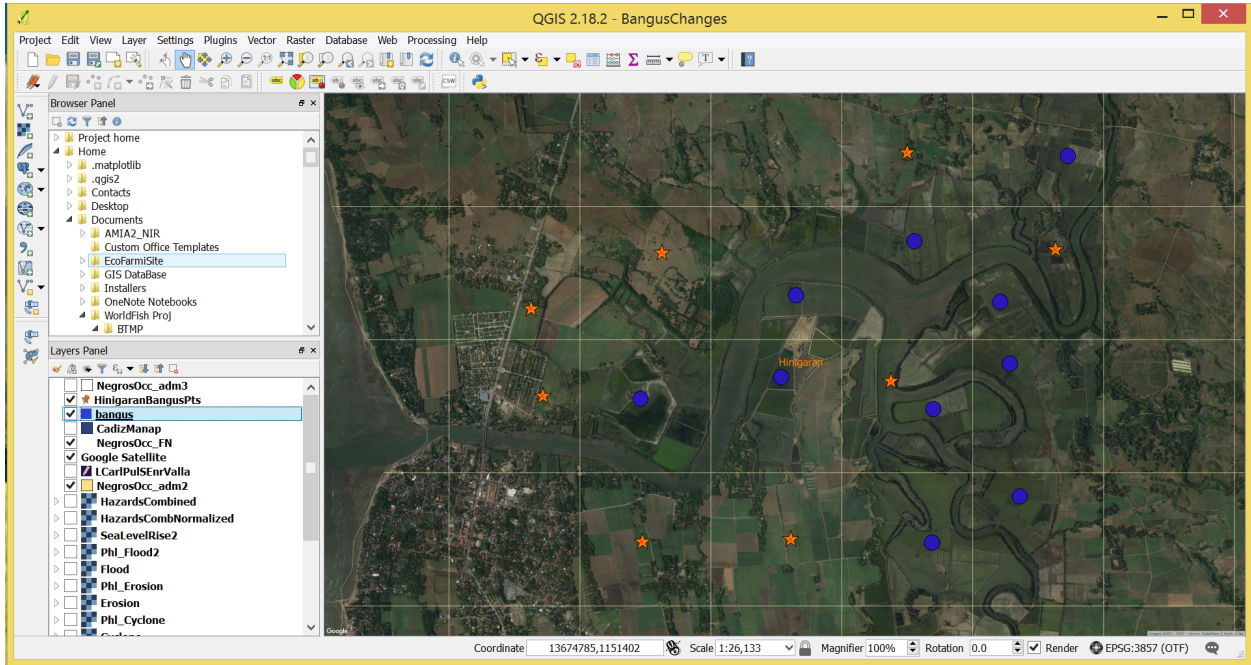 QGIS 2.18.2 - BangusChanges
Project Edit View Layer Settings Plugins Vector Raster Database Web Processing Help
Browser Panel
Project home
Home
.matplotlib
.qgis2
Contacts
Desktop
Documents
AMIA2_NIR
Custom Office Templates
EcoFarmiSite
GIS DataBase
Installers
OneNote Notebooks
WorldFish Proj
BTMP
Layers Panel
NegrosOcc_adm3
HinigaranBangusPts
bangus
CadizManap
NegrosOcc_FN
Google Satellite
LCarlPulSEnrValla
NegrosOcc_adm2
HazardsCombined
HazardsCombNormalized
SeaLevelRise2
Phl_Flood2
Flood
Phl_Erosion
Erosion
Phl_Cyclone
Hinigaran
Google
Coordinate 13674785,1151402 Scale 1:26,133 Magnifier 100% Rotation 0.0 Render EPSG:3857 (OTF)